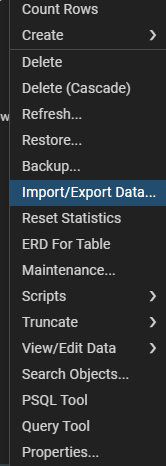 Count Rows
Create
Delete
Delete (Cascade)
Refresh...
Restore...
Backup...
Import/Export Data...
Reset Statistics
ERD For Table
Maintenance...
Scripts
Truncate
View/Edit Data
Search Objects...
PSQL Tool
Query Tool
Properties...